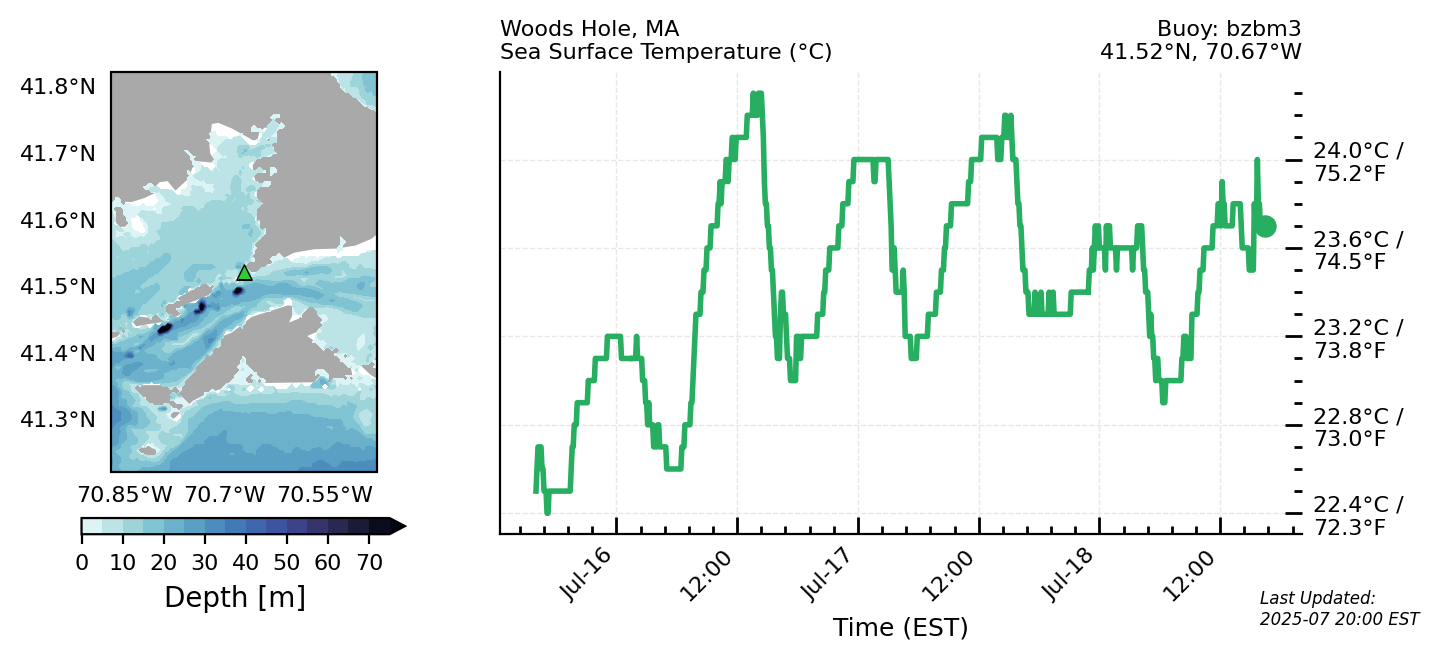 Woods Hole, MA
Sea Surface Temperature (°C)
Buoy: bzbm3
41.52°N, 70.67°W
41.8°N
41.7°N
41.6°N
41.5°N
41.4°N
41.3°N
70.85°W 70.7°W 70.55°W
0 10 20 30 40 50 60 70
Depth [m]
24.0°C /
75.2°F
23.6°C /
74.5°F
23.2°C /
73.8°F
22.8°C /
73.0°F
22.4°C /
72.3°F
Jul-16
12:00
Jul-17
12:00
Jul-18
12:00
Time (EST)
Last Updated:
2025-07 20:00 EST